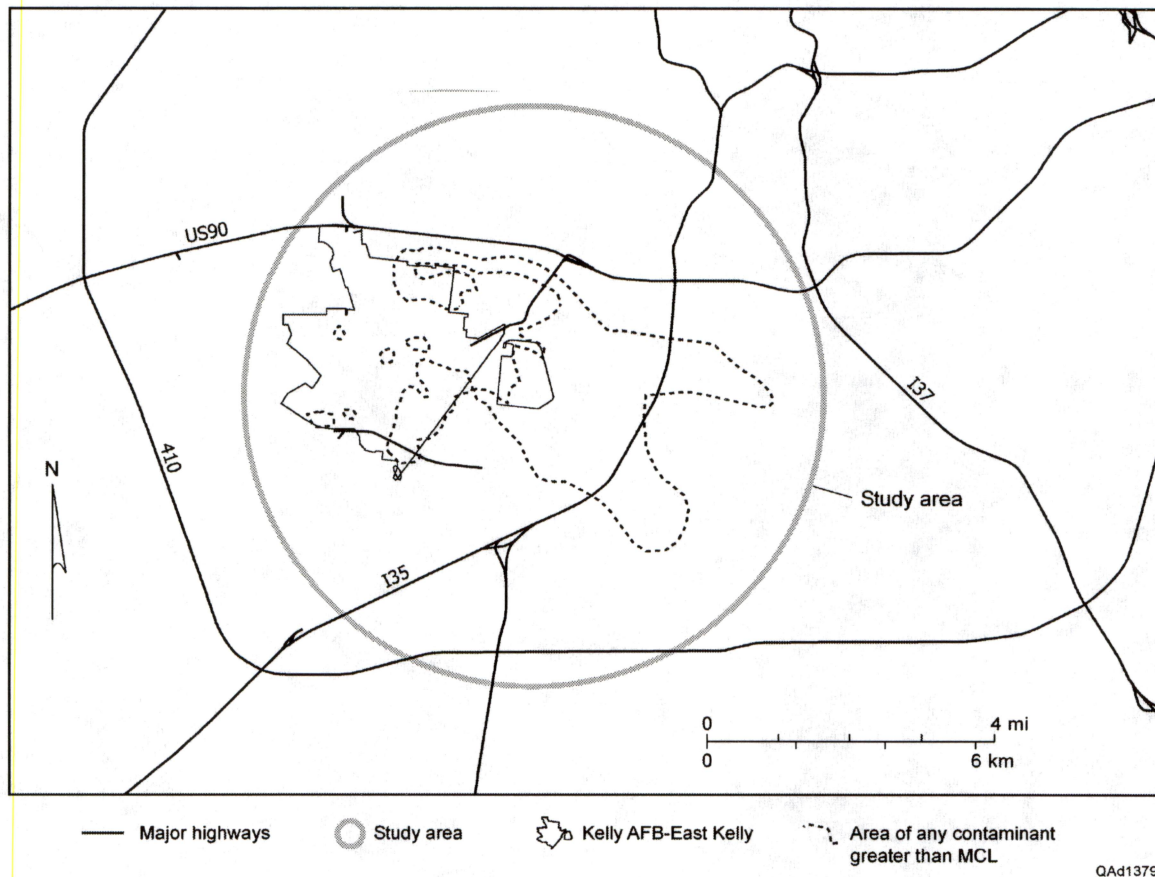 US90
I37
410
N
Study area
I35
0 4 mi
0 6 km
Major highways
Study area
Kelly AFB-East Kelly
Area of any contaminant
greater than MCL
QAd1379